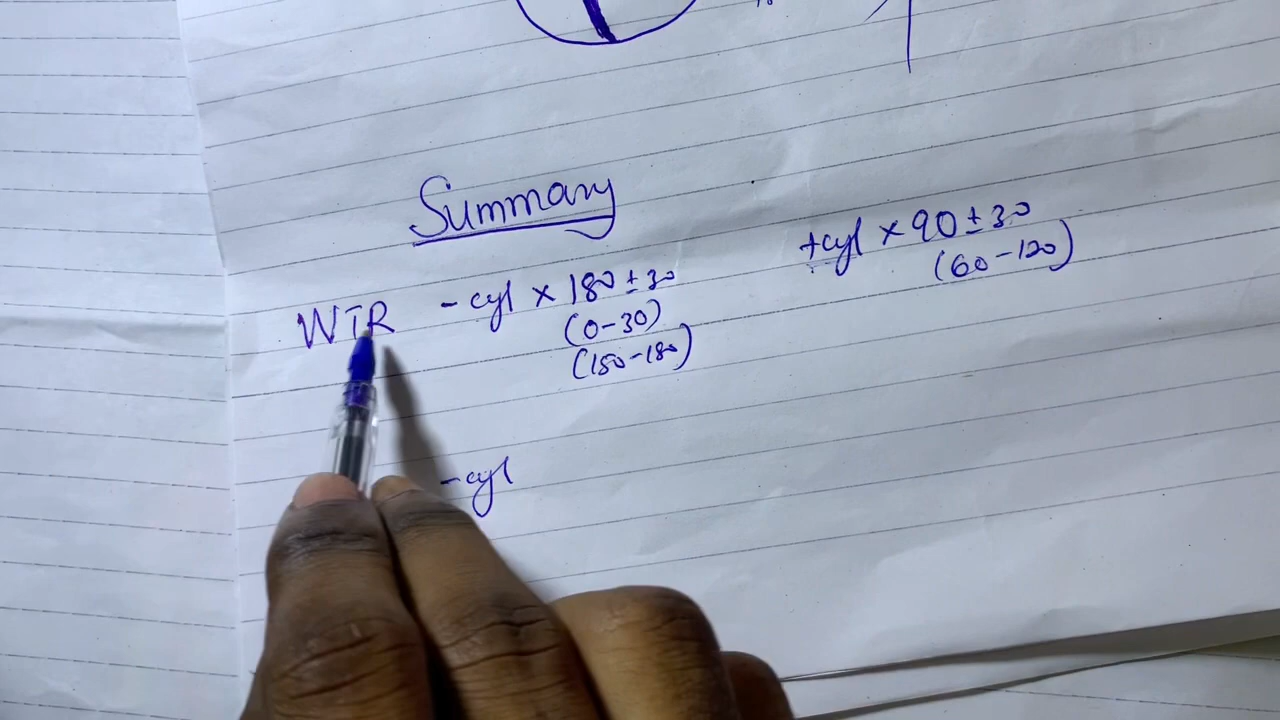 Summary
WTR -cyl × 180 ± 30 +cyl × 90 ± 30
(0-30) (60-120)
(150-180)
-cyl